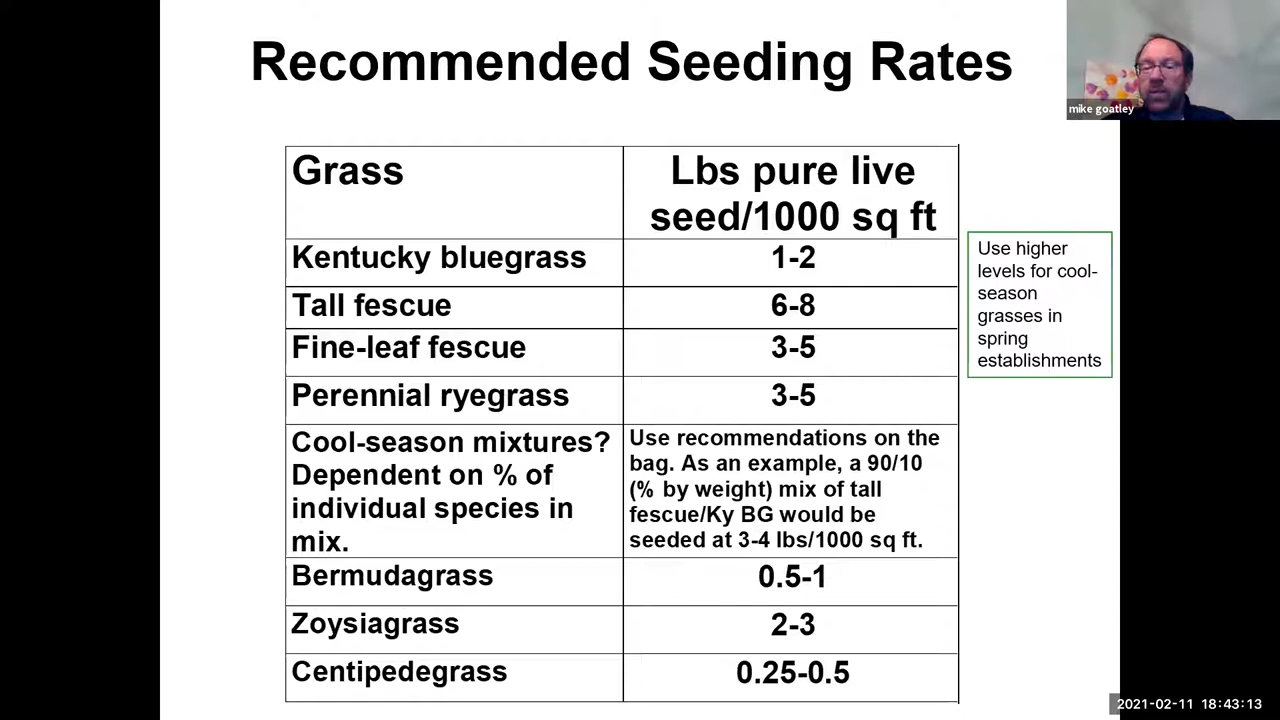 Recommended Seeding Rates
mike goatley
Grass
Lbs pure live
seed/1000 sq ft
Kentucky bluegrass
1-2
Tall fescue
6-8
Fine-leaf fescue
3-5
Perennial ryegrass
3-5
Cool-season mixtures?
Dependent on % of
individual species in
mix.
Use recommendations on the
bag. As an example, a 90/10
(% by weight) mix of tall
fescue/Ky BG would be
seeded at 3-4 lbs/1000 sq ft.
Bermudagrass
0.5-1
Zoysiagrass
2-3
Centipedegrass
0.25-0.5
Use higher
levels for cool-
season
grasses in
spring
establishments
2021-02-11 18:43:13